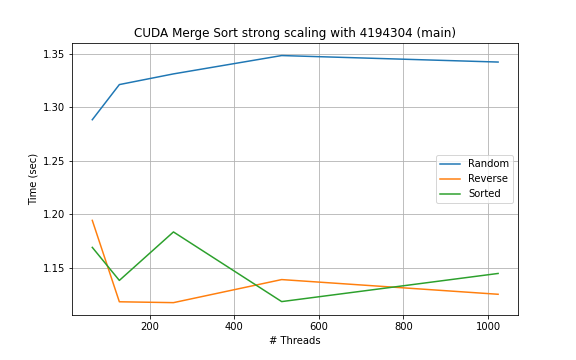 CUDA Merge Sort strong scaling with 4194304 (main)
1.35
1.30
1.25
1.20
1.15
Time (sec)
Random
Reverse
Sorted
200
400
600
800
1000
# Threads